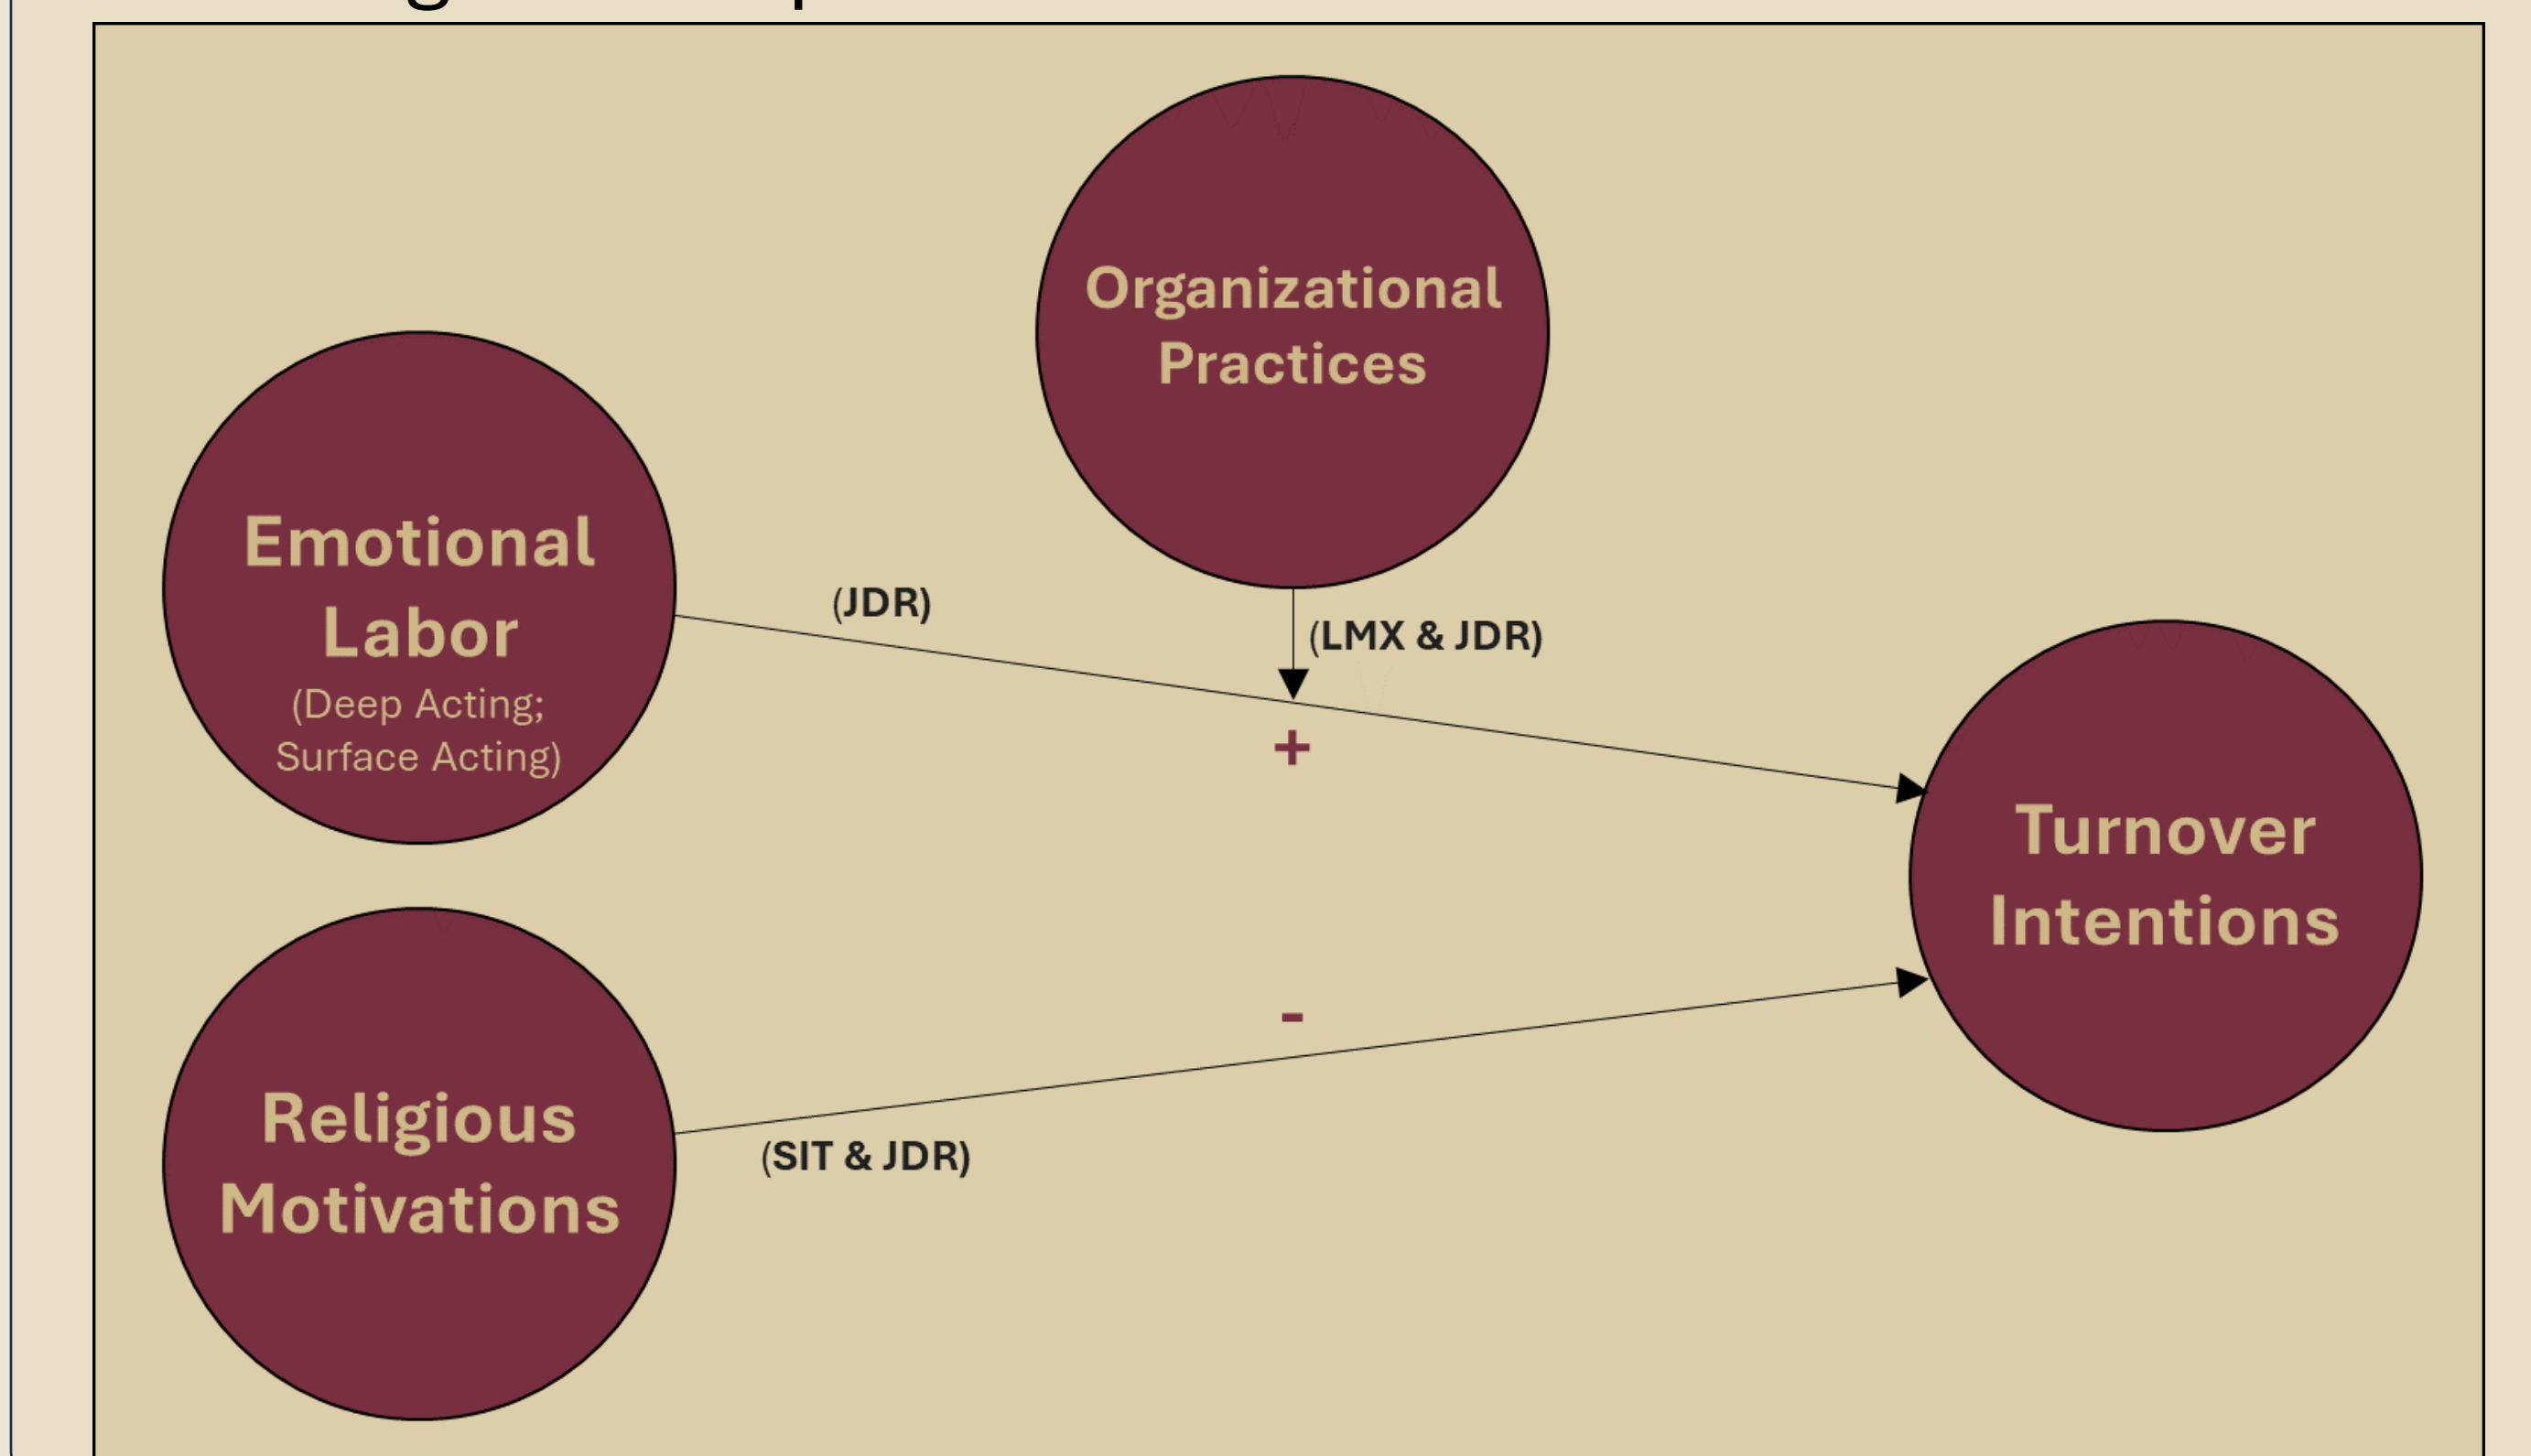 Organizational
Practices
Emotional
Labor
(Deep Acting;
Surface Acting)
(JDR)
(LMX & JDR)
+
Turnover
Intentions
-
Religious
Motivations
(SIT & JDR)